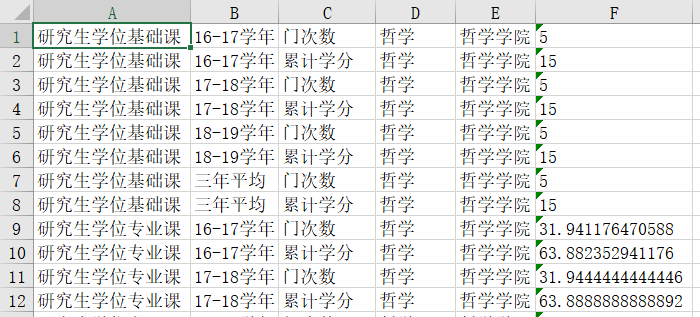 A B C D E F
1 研究生学位基础课 16-17学年 门次数 哲学 哲学学院 5
2 研究生学位基础课 16-17学年 累计学分 哲学 哲学学院 15
3 研究生学位基础课 17-18学年 门次数 哲学 哲学学院 5
4 研究生学位基础课 17-18学年 累计学分 哲学 哲学学院 15
5 研究生学位基础课 18-19学年 门次数 哲学 哲学学院 5
6 研究生学位基础课 18-19学年 累计学分 哲学 哲学学院 15
7 研究生学位基础课 三年平均 门次数 哲学 哲学学院 5
8 研究生学位基础课 三年平均 累计学分 哲学 哲学学院 15
9 研究生学位专业课 16-17学年 门次数 哲学 哲学学院 31.941176470588
10 研究生学位专业课 16-17学年 累计学分 哲学 哲学学院 63.882352941176
11 研究生学位专业课 17-18学年 门次数 哲学 哲学学院 31.9444444444446
12 研究生学位专业课 17-18学年 累计学分 哲学 哲学学院 63.8888888888892